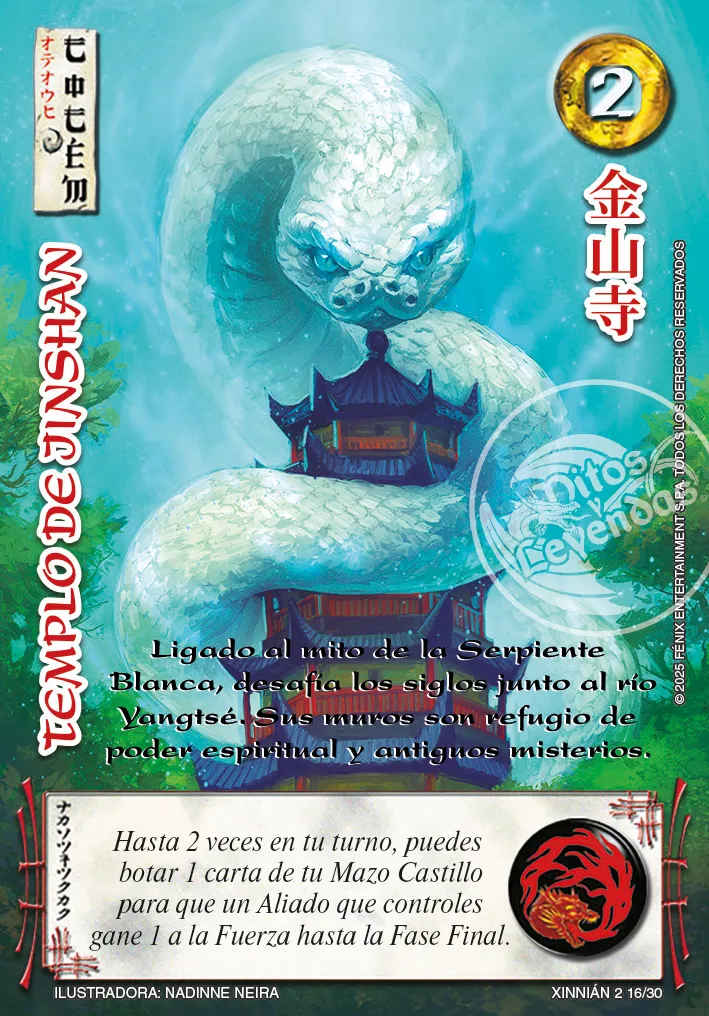 TÓTEM
オテオウヒ
2
金山寺
TEMPLO DE JINSHAN
Mitos
y
Leyendas
© 2025 FÉNIX ENTERTAINMENT S.P.A. TODOS LOS DERECHOS RESERVADOS
Ligado al mito de la Serpiente
Blanca, desafía los siglos junto al río
Yangtsé. Sus muros son refugio de
poder espiritual y antiguos misterios.
ナカソツネツクカク
Hasta 2 veces en tu turno, puedes
botar 1 carta de tu Mazo Castillo
para que un Aliado que controles
gane 1 a la Fuerza hasta la Fase Final.
ILUSTRADORA: NADINNE NEIRA
XINNIÁN 2 16/30